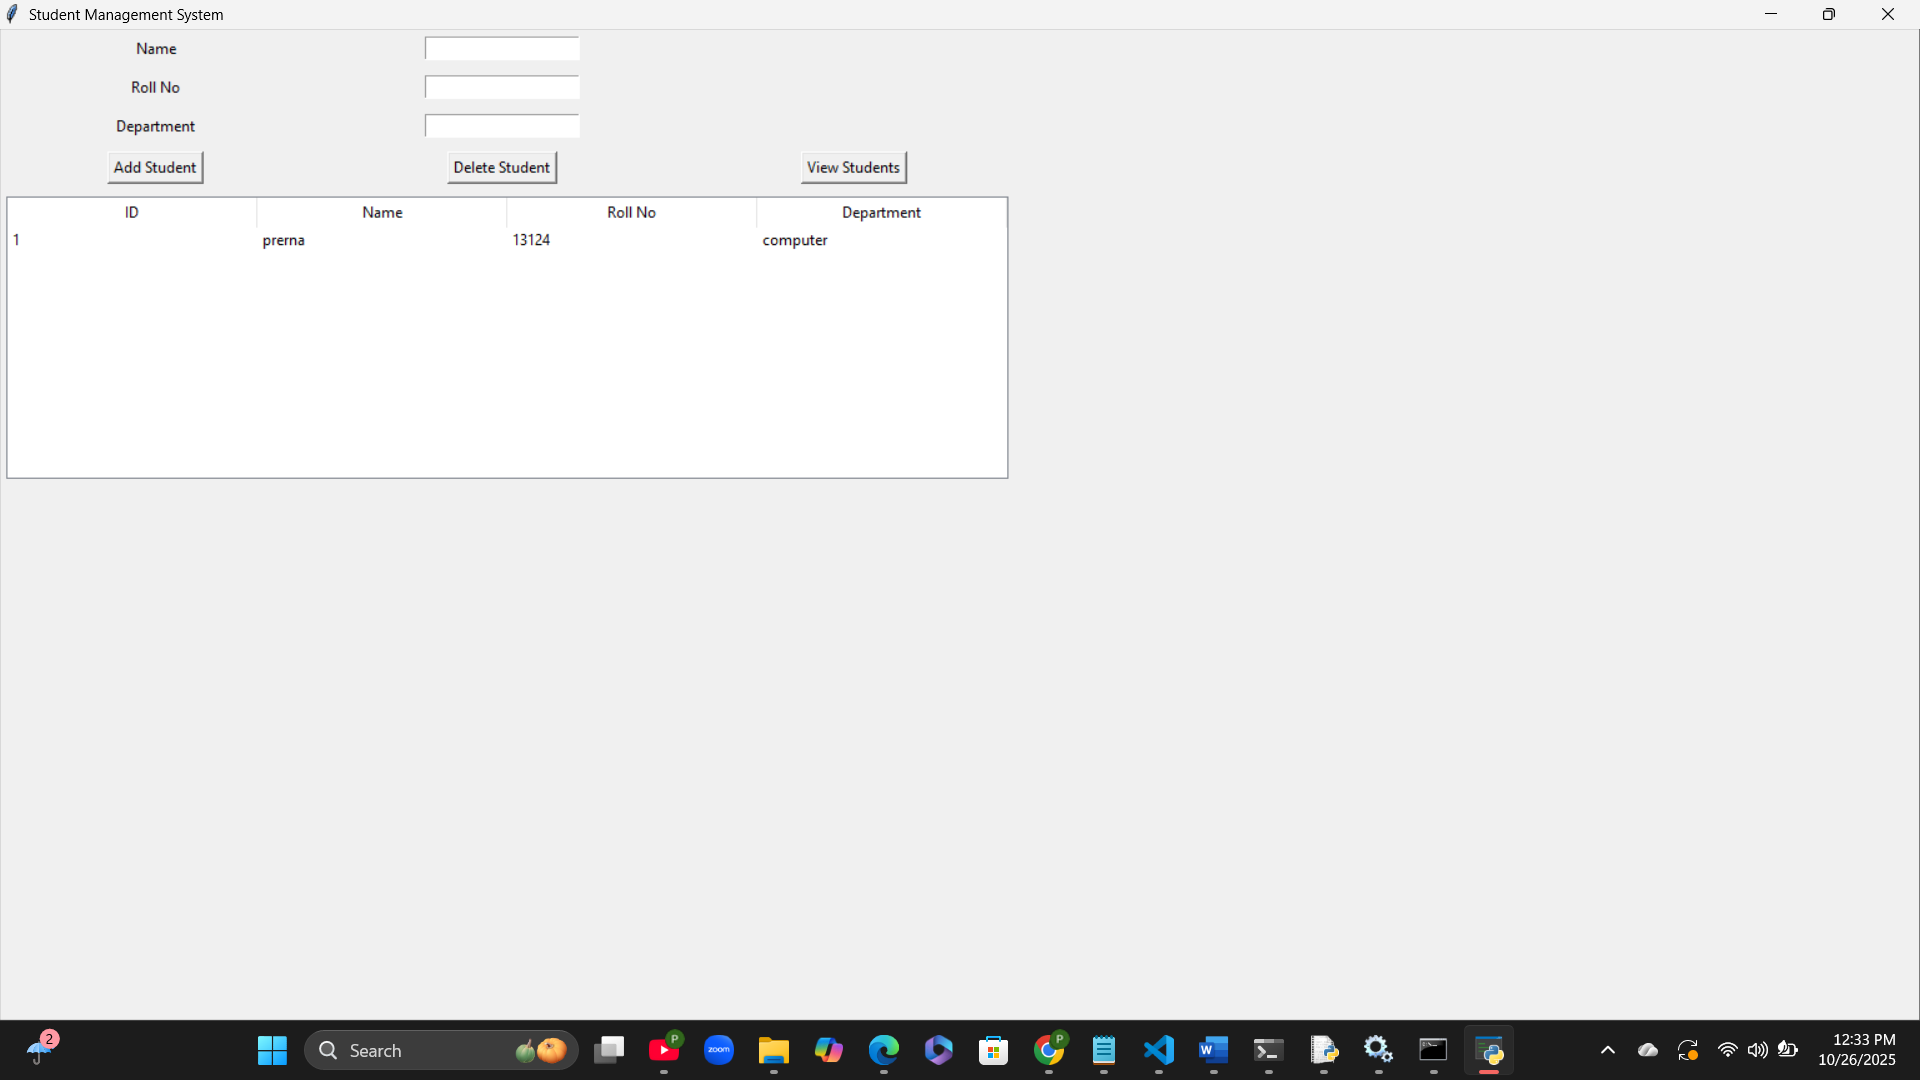 Student Management System
Name
Roll No
Department
Add Student Delete Student View Students
ID Name Roll No Department
1 prerna 13124 computer
2
Search
P
zoom
P
W
12:33 PM
10/26/2025